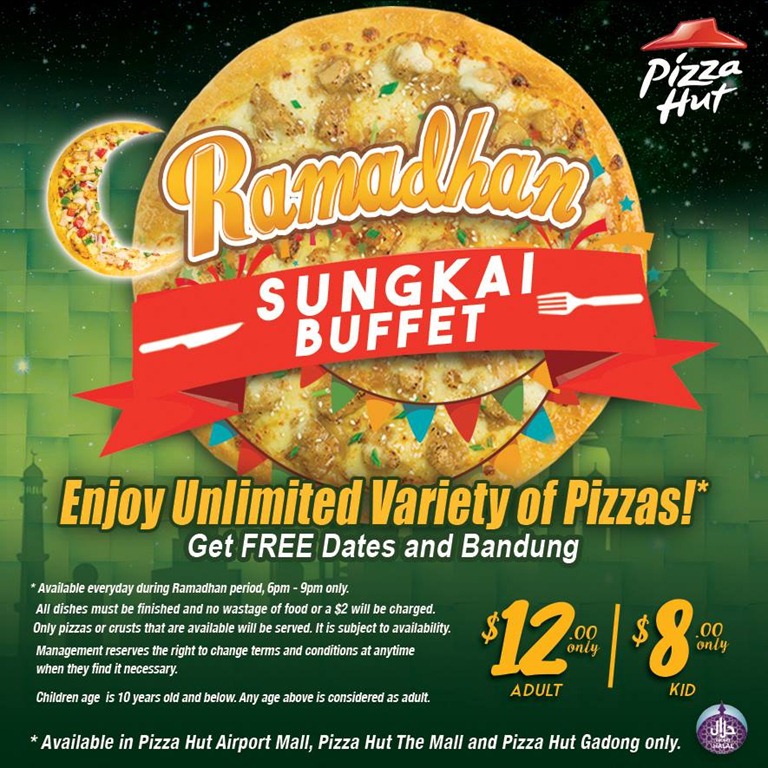 Pizza
Hut
Ramadhan
SUNGKAI
BUFFET
Enjoy Unlimited Variety of Pizzas!*
Get FREE Dates and Bandung
* Available everyday during Ramadhan period, 6pm - 9pm only.
All dishes must be finished and no wastage of food or a $2 will be charged.
Only pizzas or crusts that are available will be served. It is subject to availability.
Management reserves the right to change terms and conditions at anytime
when they find it necessary.
Children age is 10 years old and below. Any age above is considered as adult.
$12.00 only
ADULT
$8.00 only
KID
* Available in Pizza Hut Airport Mall, Pizza Hut The Mall and Pizza Hut Gadong only.
حلال
HALAL